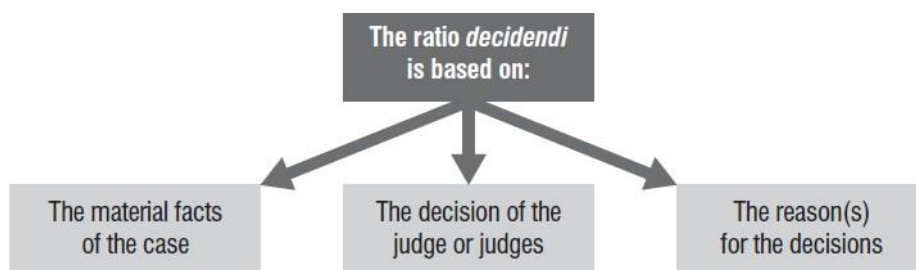 The ratio decidendi
is based on:
The material facts
of the case
The decision of the
judge or judges
The reason(s)
for the decisions